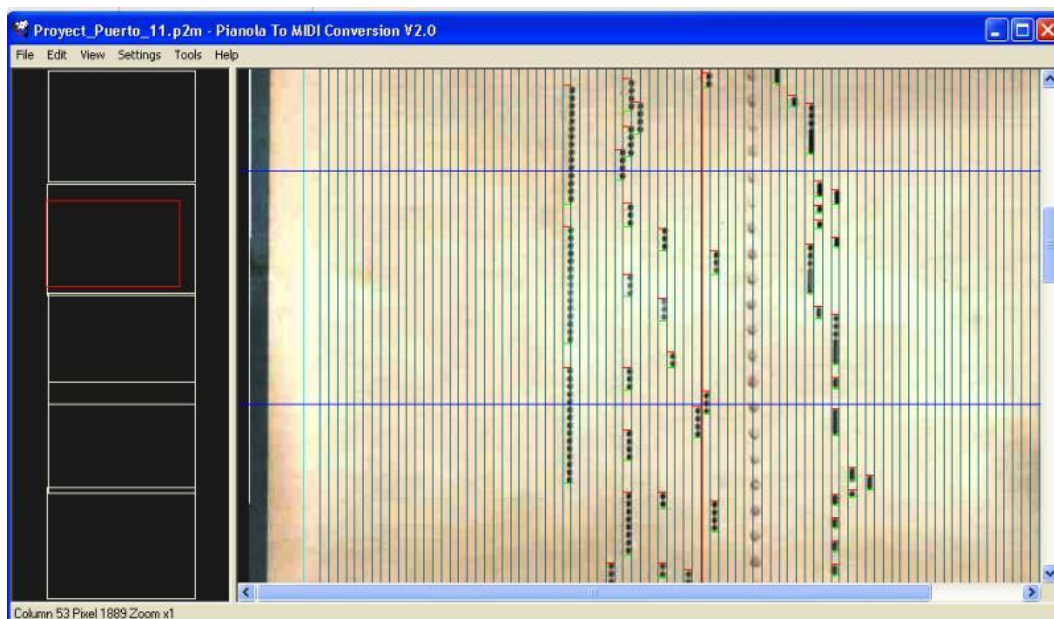 Proyect_Puerto_11.p2m - Pianola To MIDI Conversion V2.0
File Edit View Settings Tools Help
Column 53 Pixel 1889 Zoom x1